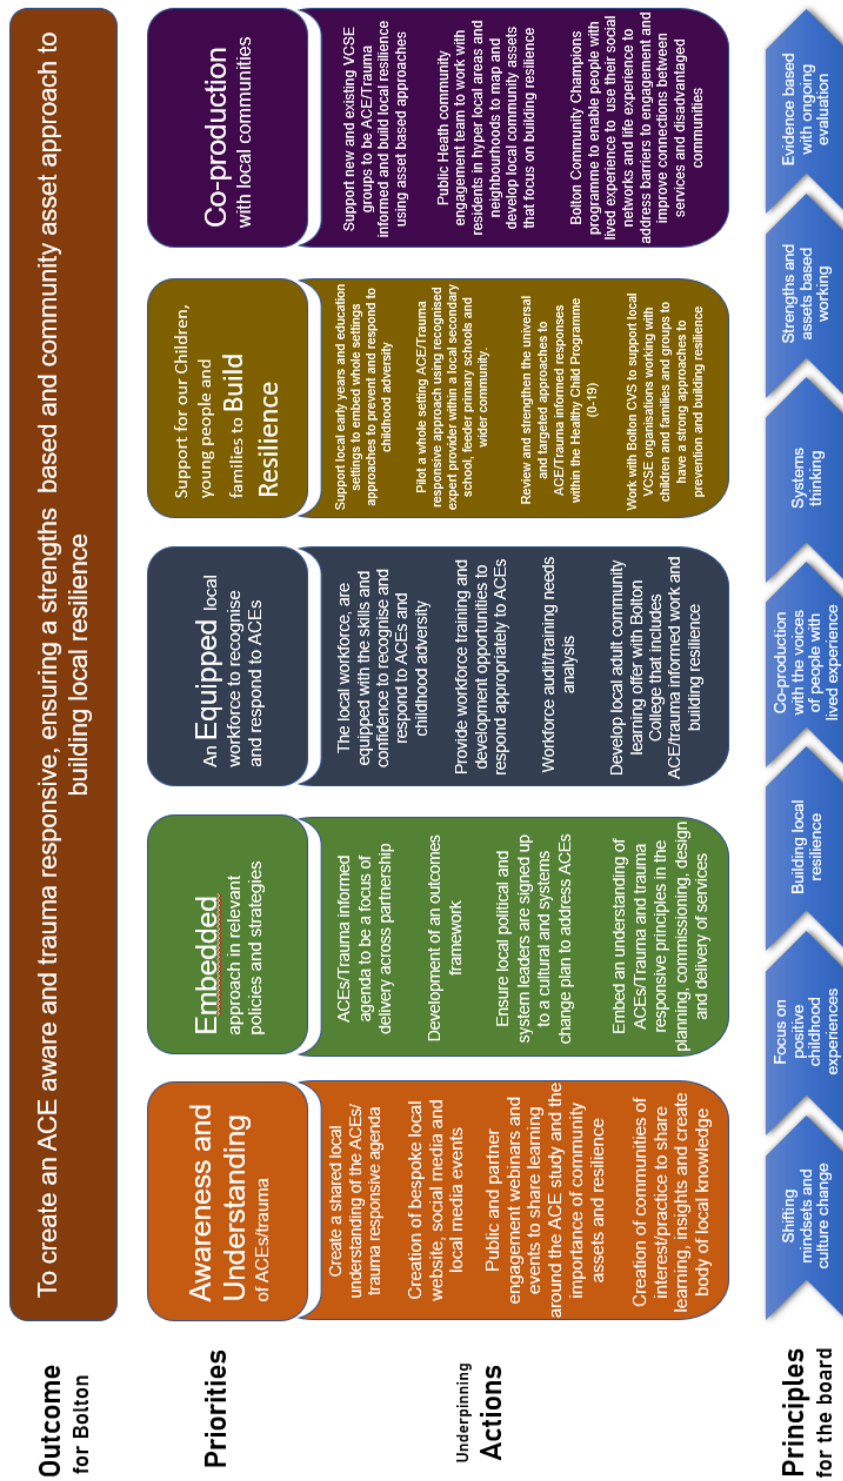 Outcome
for Bolton
To create an ACE aware and trauma responsive, ensuring a strengths  based and community asset approach to
building local resilience
Priorities
Awareness and
Understanding
of ACEs/trauma
Embedded
approach in relevant
policies and strategies
An Equipped local
workforce to recognise
and respond to ACEs
Support for our Children,
young people and
families to Build
Resilience
Co-production
with local communities
Underpinning
Actions
Create a shared local
understanding of the ACEs/
trauma responsive agenda
Creation of bespoke local
website, social media and
local media events
Public and partner
engagement webinars and
events to share learning
around the ACE study and the
importance of community
assets and resilience
Creation of communities of
interest/practice to share
learning, insights and create
body of local knowledge
ACEs/Trauma informed
agenda to be a focus of
delivery across partnership
Development of an outcomes
framework
Ensure local political and
system leaders are signed up
to a cultural and systems
change plan to address ACEs
Embed an understanding of
ACEs/Trauma and trauma
responsive principles in the
planning, commissioning, design
and delivery of services
The local workforce, are
equipped with the skills and
confidence to recognise and
respond to ACEs and
childhood adversity
Provide workforce training and
development opportunities to
respond appropriately to ACEs
Workforce audit/training needs
analysis
Develop local adult community
learning offer with Bolton
College that includes
ACE/trauma informed work and
building resilience
Support local early years and education
settings to embed whole settings
approaches to prevent and respond to
childhood adversity
Pilot a whole setting ACE/Trauma
responsive approach using recognised
expert provider within a local secondary
school, feeder primary schools and
wider community.
Review and strengthen the universal
and targeted approaches to
ACE/Trauma informed responses
within the Healthy Child Programme
(0-19)
Work with Bolton CVS to support local
VCSE organisations working with
children and families and groups to
have a strong approaches to
prevention and building resilience
Support new and existing VCSE
groups to be ACE/Trauma
informed and build local resilience
using asset based approaches
Public Heath community
engagement team to work with
residents in hyper local areas and
neighbourhoods to map and
develop local community assets
that focus on building resilience
Bolton Community Champions
programme to enable people with
lived experience to  use their social
networks and life experience to
address barriers to engagement and
improve connections between
services and disadvantaged
communities
Principles
for the board
Shifting
mindsets and
culture change
Focus on
positive
childhood
experiences
Building local
resilience
Co-production
with the voices
of people with
lived experience
Systems
thinking
Strengths and
assets based
working
Evidence based
with ongoing
evaluation